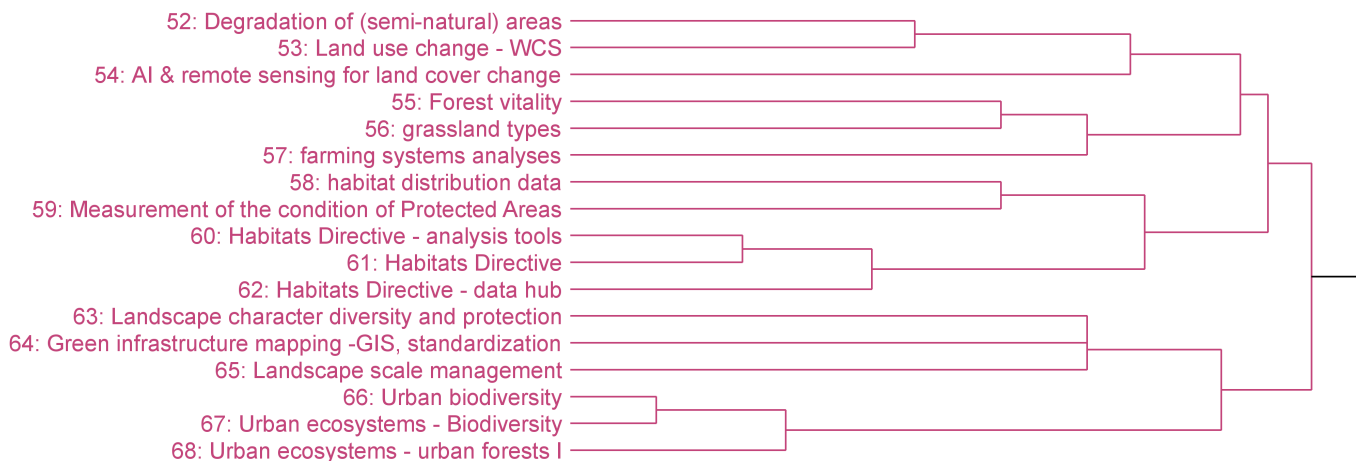 52: Degradation of (semi-natural) areas
53: Land use change - WCS
54: AI & remote sensing for land cover change
55: Forest vitality
56: grassland types
57: farming systems analyses
58: habitat distribution data
59: Measurement of the condition of Protected Areas
60: Habitats Directive - analysis tools
61: Habitats Directive
62: Habitats Directive - data hub
63: Landscape character diversity and protection
64: Green infrastructure mapping -GIS, standardization
65: Landscape scale management
66: Urban biodiversity
67: Urban ecosystems - Biodiversity
68: Urban ecosystems - urban forests I